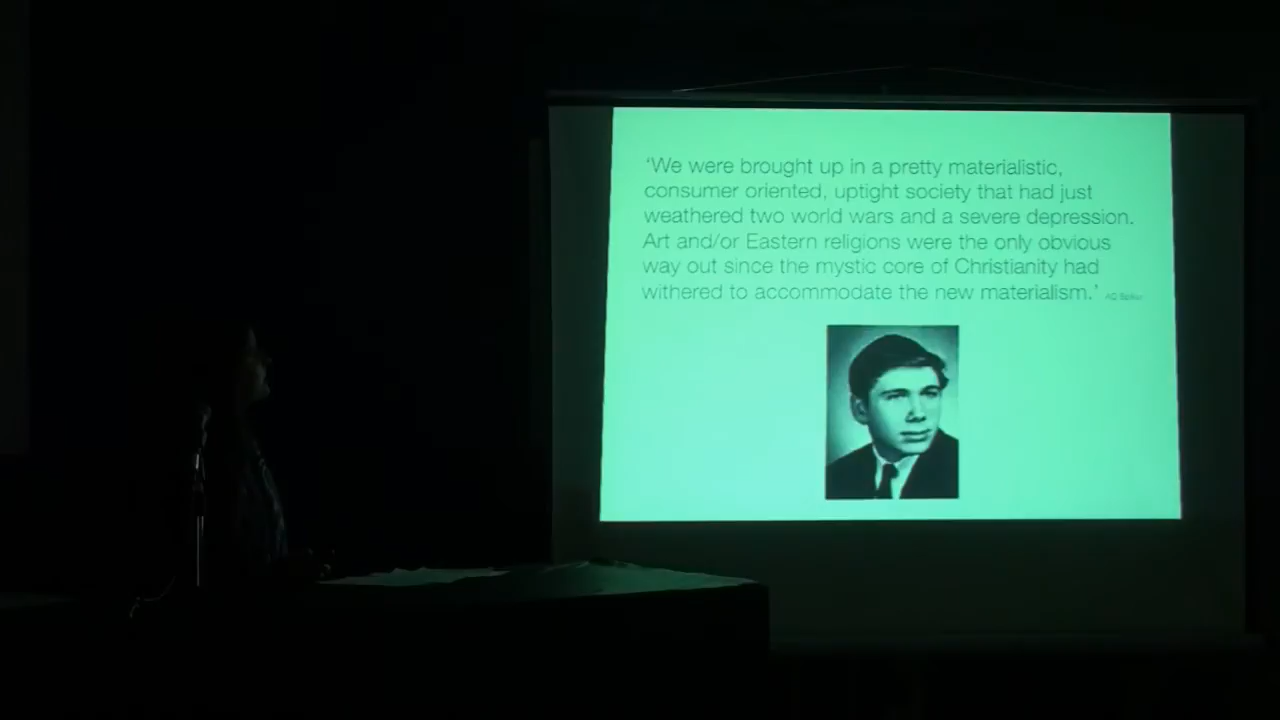 ‘We were brought up in a pretty materialistic,
consumer oriented, uptight society that had just
weathered two world wars and a severe depression.
Art and/or Eastern religions were the only obvious
way out since the mystic core of Christianity had
withered to accommodate the new materialism.’